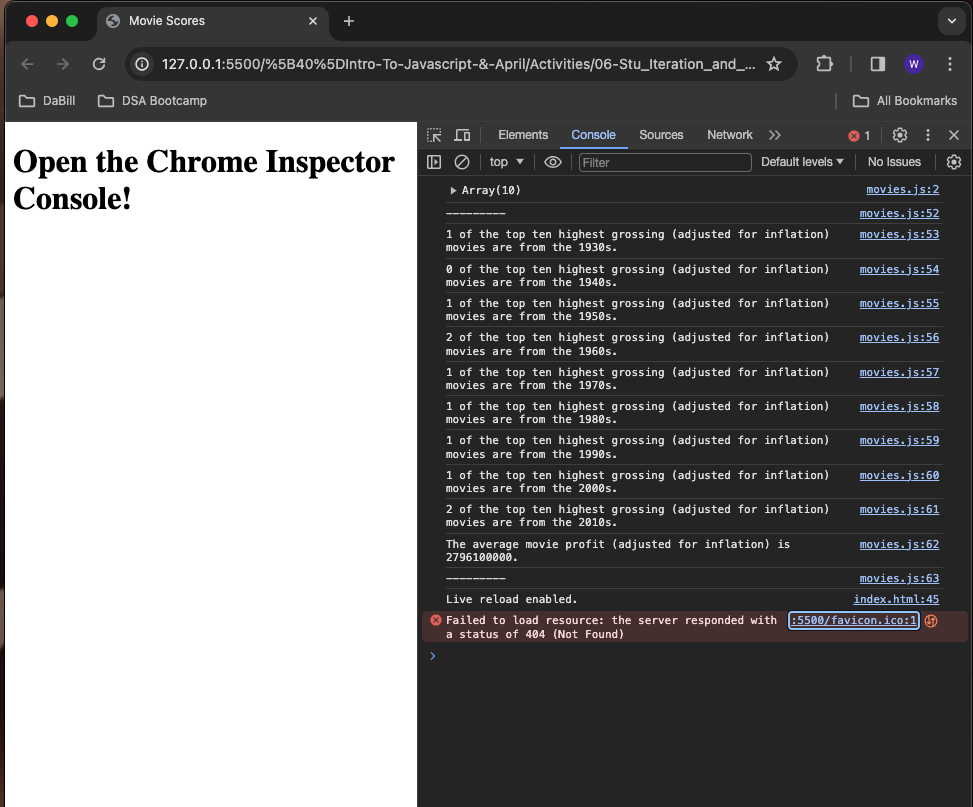 Movie Scores
127.0.0.1:5500/%5B40%5DIntro-To-Javascript-&-April/Activities/06-Stu_Iteration_and_...
W
DaBill
DSA Bootcamp
All Bookmarks
Open the Chrome Inspector
Console!
Elements
Console
Sources
Network
1
top
Filter
Default levels
No Issues
Array(10) movies.js:2
--------- movies.js:52
1 of the top ten highest grossing (adjusted for inflation) movies.js:53
movies are from the 1930s.
0 of the top ten highest grossing (adjusted for inflation) movies.js:54
movies are from the 1940s.
1 of the top ten highest grossing (adjusted for inflation) movies.js:55
movies are from the 1950s.
2 of the top ten highest grossing (adjusted for inflation) movies.js:56
movies are from the 1960s.
1 of the top ten highest grossing (adjusted for inflation) movies.js:57
movies are from the 1970s.
1 of the top ten highest grossing (adjusted for inflation) movies.js:58
movies are from the 1980s.
1 of the top ten highest grossing (adjusted for inflation) movies.js:59
movies are from the 1990s.
1 of the top ten highest grossing (adjusted for inflation) movies.js:60
movies are from the 2000s.
2 of the top ten highest grossing (adjusted for inflation) movies.js:61
movies are from the 2010s.
The average movie profit (adjusted for inflation) is movies.js:62
2796100000.
--------- movies.js:63
Live reload enabled. index.html:45
Failed to load resource: the server responded with :5500/favicon.ico:1
a status of 404 (Not Found)